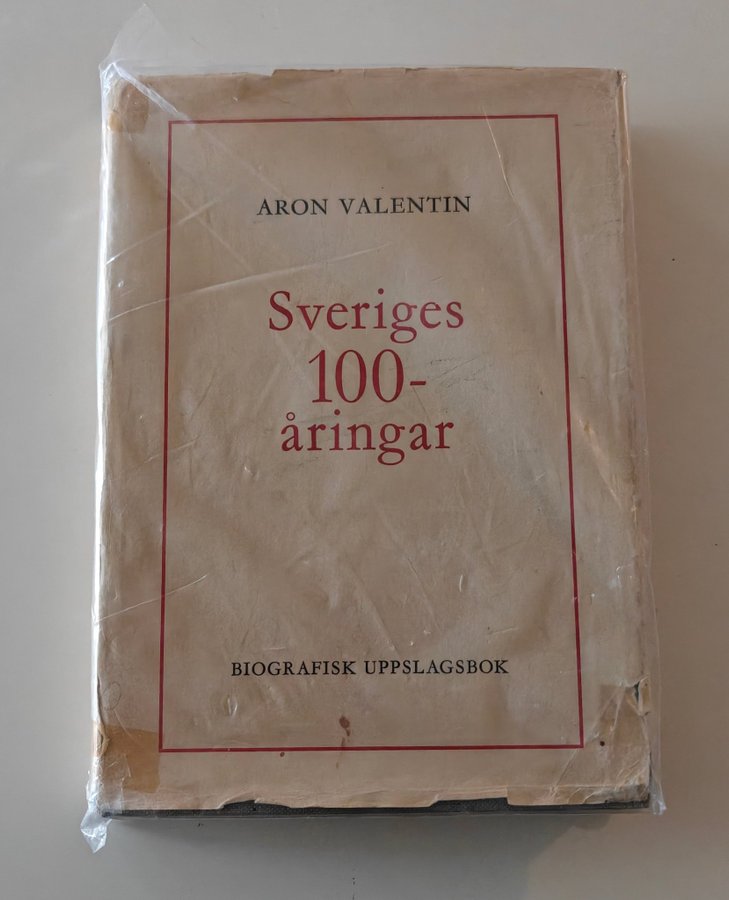 ARON VALENTIN
Sveriges
100-
åringar
BIOGRAFISK UPPSLAGSBOK